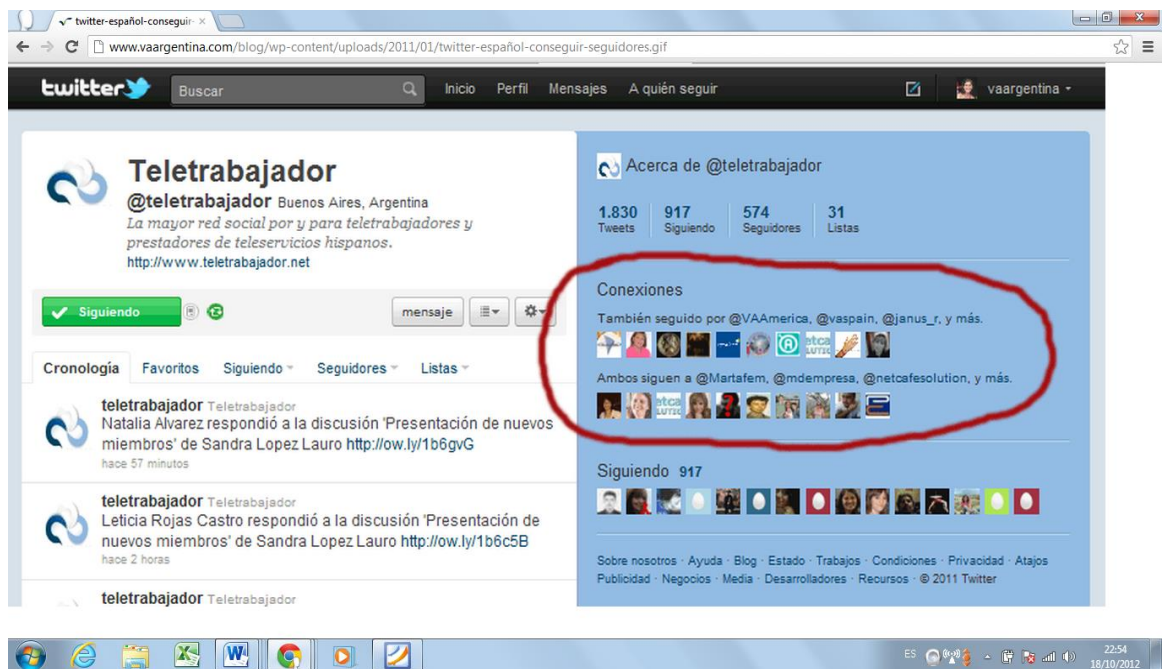 twitter-español-conseguir-
www.vaargentina.com/blog/wp-content/uploads/2011/01/twitter-español-conseguir-seguidores.gif
twitter Buscar Inicio Perfil Mensajes A quién seguir vaargentina
Teletrabajador
@teletrabajador Buenos Aires, Argentina
La mayor red social por y para teletrabajadores y
prestadores de teleservicios hispanos.
http://www.teletrabajador.net
Siguiendo mensaje
Cronología Favoritos Siguiendo Seguidores Listas
teletrabajador Teletrabajador
Natalia Alvarez respondió a la discusión 'Presentación de nuevos
miembros' de Sandra Lopez Lauro http://ow.ly/1b6gvG
hace 57 minutos
teletrabajador Teletrabajador
Leticia Rojas Castro respondió a la discusión 'Presentación de
nuevos miembros' de Sandra Lopez Lauro http://ow.ly/1b6c5B
hace 2 horas
teletrabajador Teletrabajador
Acerca de @teletrabajador
1.830 917 574 31
Tweets Siguiendo Seguidores Listas
Conexiones
También seguido por @VAAmerica, @vaspain, @janus_r, y más.
Ambos siguen a @Martafem, @mdempresa, @netcafesolution, y más.
Siguiendo 917
Sobre nosotros · Ayuda · Blog · Estado · Trabajos · Condiciones · Privacidad · Atajos
Publicidad · Negocios · Media · Desarrolladores · Recursos · © 2011 Twitter
ES 22:54
18/10/2012